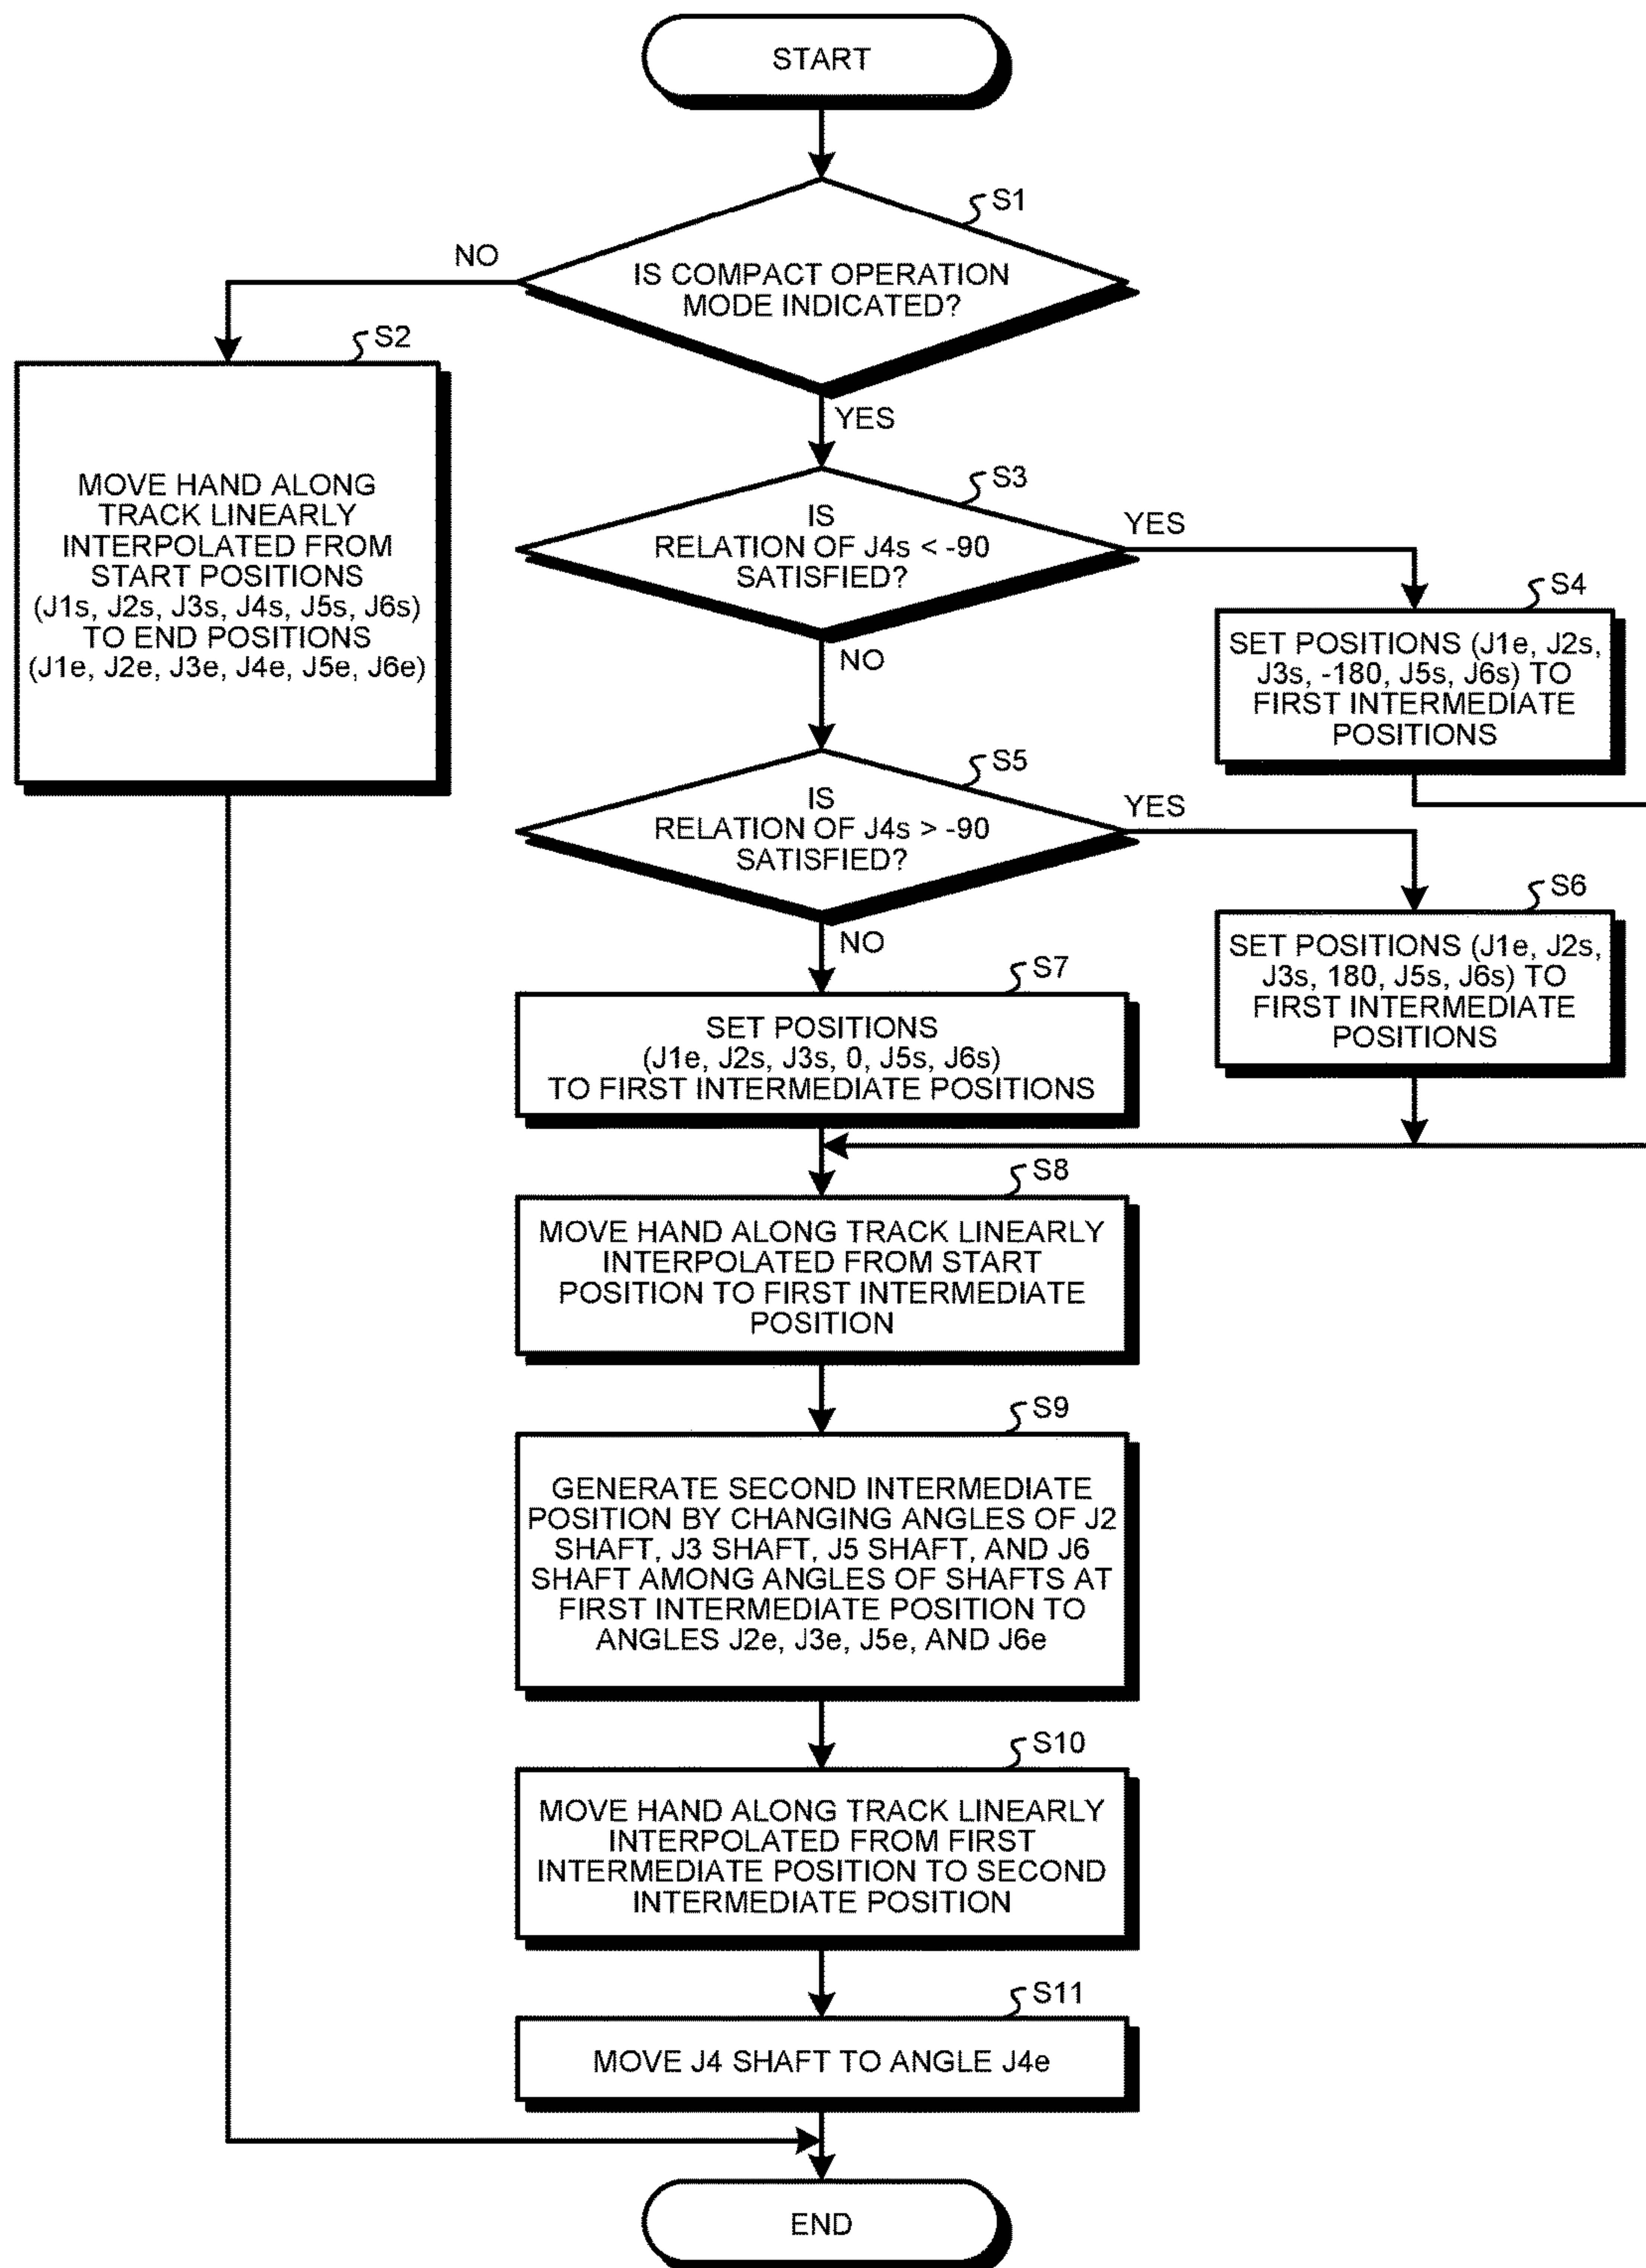 START
S1
NO
IS COMPACT OPERATION
MODE INDICATED?
YES
S2
MOVE HAND ALONG
TRACK LINEARLY
INTERPOLATED FROM
START POSITIONS
(J1s, J2s, J3s, J4s, J5s, J6s)
TO END POSITIONS
(J1e, J2e, J3e, J4e, J5e, J6e)
S3
IS
RELATION OF J4s < -90
SATISFIED?
YES
NO
S4
SET POSITIONS (J1e, J2s,
J3s, -180, J5s, J6s) TO
FIRST INTERMEDIATE
POSITIONS
S5
IS
RELATION OF J4s > -90
SATISFIED?
YES
NO
S6
SET POSITIONS (J1e, J2s,
J3s, 180, J5s, J6s) TO
FIRST INTERMEDIATE
POSITIONS
S7
SET POSITIONS
(J1e, J2s, J3s, 0, J5s, J6s)
TO FIRST INTERMEDIATE POSITIONS
S8
MOVE HAND ALONG TRACK LINEARLY
INTERPOLATED FROM START
POSITION TO FIRST INTERMEDIATE
POSITION
S9
GENERATE SECOND INTERMEDIATE
POSITION BY CHANGING ANGLES OF J2
SHAFT, J3 SHAFT, J5 SHAFT, AND J6
SHAFT AMONG ANGLES OF SHAFTS AT
FIRST INTERMEDIATE POSITION TO
ANGLES J2e, J3e, J5e, AND J6e
S10
MOVE HAND ALONG TRACK LINEARLY
INTERPOLATED FROM FIRST
INTERMEDIATE POSITION TO SECOND
INTERMEDIATE POSITION
S11
MOVE J4 SHAFT TO ANGLE J4e
END